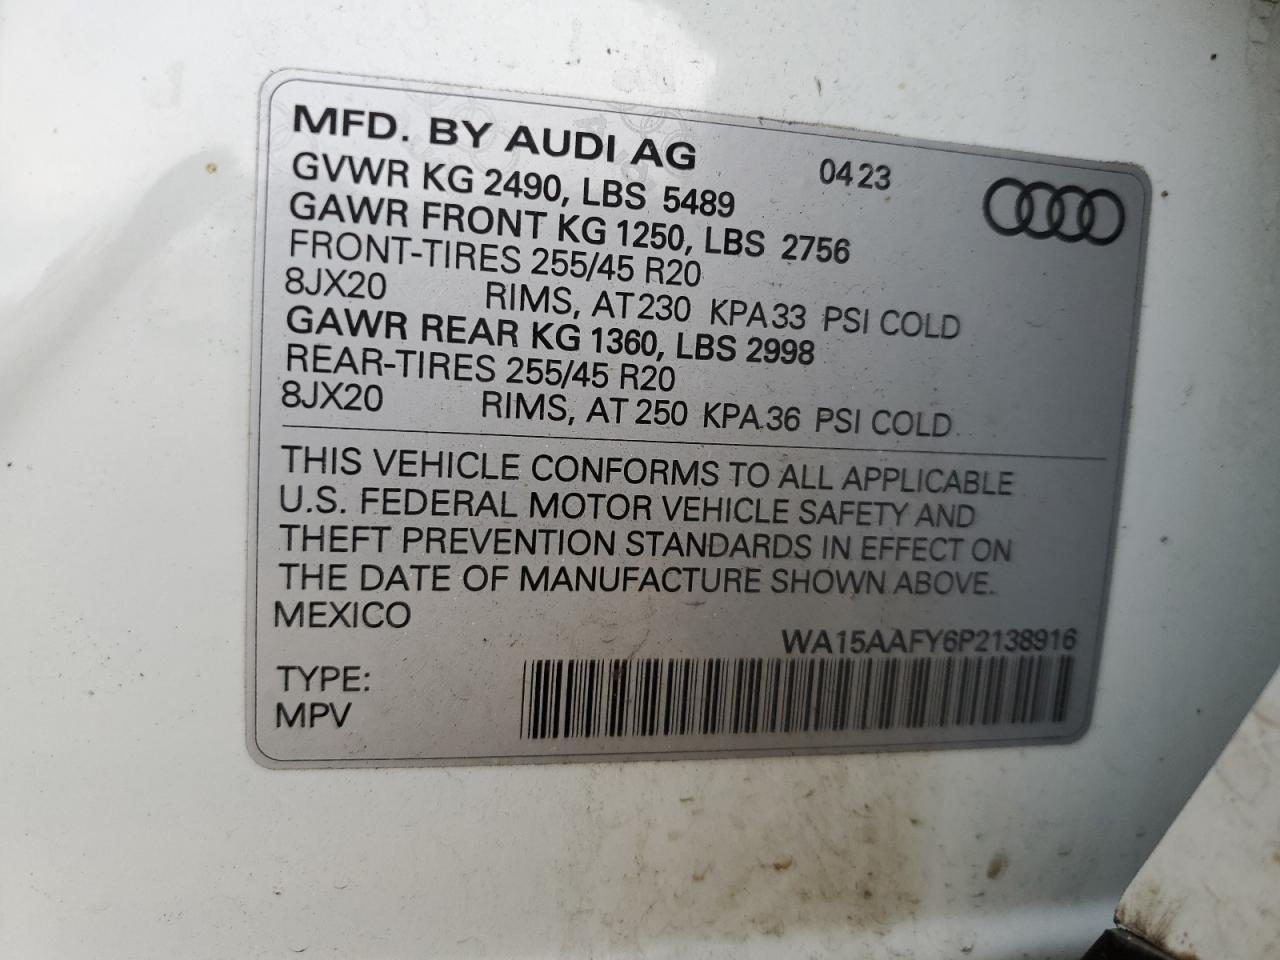 MFD. BY AUDI AG 0423
GVWR KG 2490, LBS 5489
GAWR FRONT KG 1250, LBS 2756
FRONT-TIRES 255/45 R20
8JX20 RIMS, AT 230 KPA 33 PSI COLD
GAWR REAR KG 1360, LBS 2998
REAR-TIRES 255/45 R20
8JX20 RIMS, AT 250 KPA 36 PSI COLD
THIS VEHICLE CONFORMS TO ALL APPLICABLE
U.S. FEDERAL MOTOR VEHICLE SAFETY AND
THEFT PREVENTION STANDARDS IN EFFECT ON
THE DATE OF MANUFACTURE SHOWN ABOVE.
MEXICO
WA15AAFY6P2138916
TYPE:
MPV